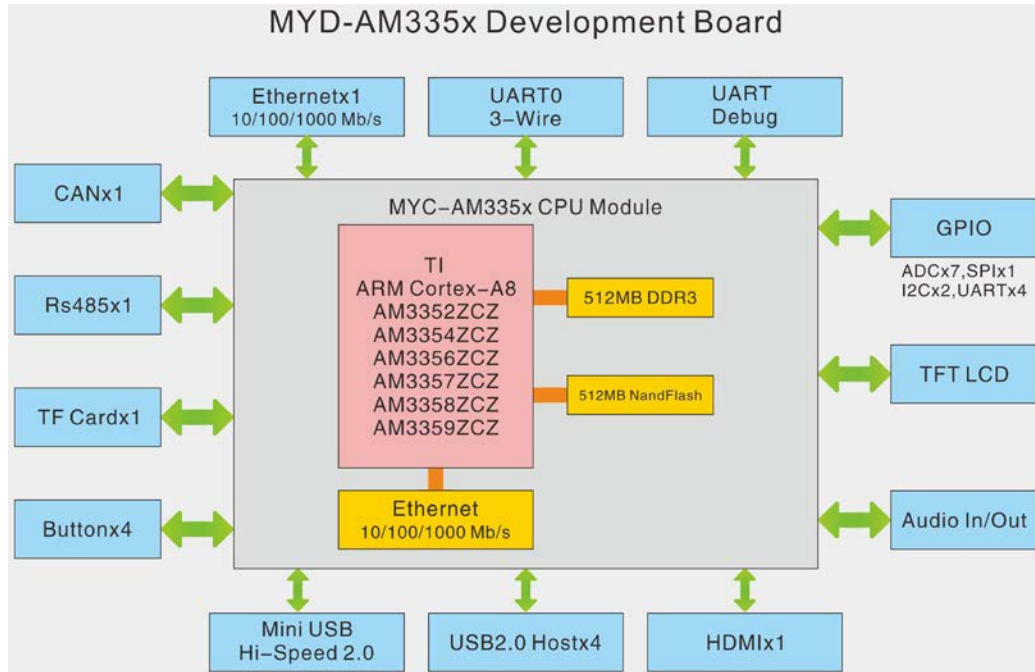 MYD-AM335x Development Board
Ethernetx1
10/100/1000 Mb/s
UART0
3-Wire
UART
Debug
CANx1
Rs485x1
TF Cardx1
Buttonx4
MYC-AM335x CPU Module
TI
ARM Cortex-A8
AM3352ZCZ
AM3354ZCZ
AM3356ZCZ
AM3357ZCZ
AM3358ZCZ
AM3359ZCZ
512MB DDR3
512MB NandFlash
Ethernet
10/100/1000 Mb/s
GPIO
ADCx7,SPIx1
I2Cx2,UARTx4
TFT LCD
Audio In/Out
Mini USB
Hi-Speed 2.0
USB2.0 Hostx4
HDMIx1